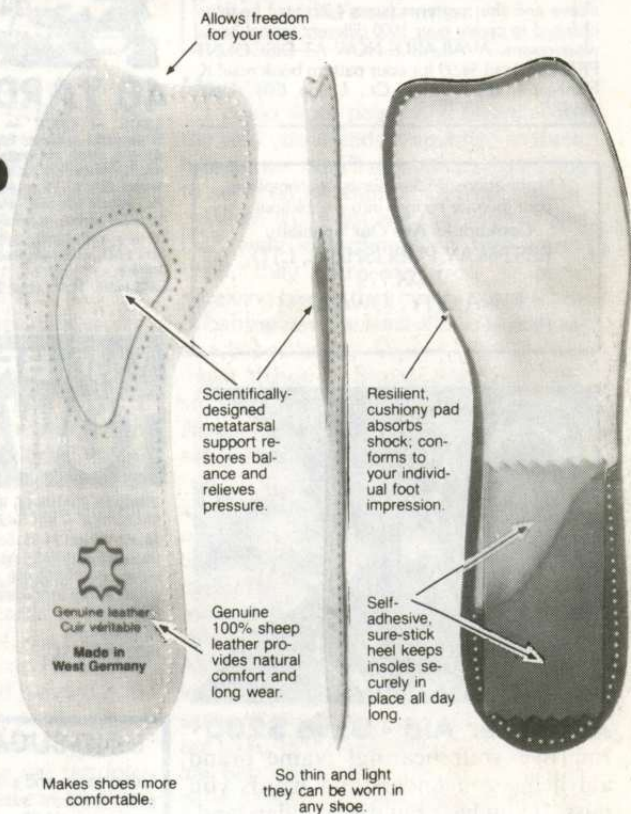 Allows freedom
for your toes.
Scientifically-
designed
metatarsal
support re-
stores bal-
ance and
relieves
pressure.
Resilient,
cushiony pad
absorbs
shock; con-
forms to
your individ-
ual foot
impression.
Genuine leather
Cuir véritable
Made in
West Germany
Genuine
100% sheep
leather pro-
vides natural
comfort and
long wear.
Self-
adhesive,
sure-stick
heel keeps
insoles se-
curely in
place all day
long.
Makes shoes more
comfortable.
So thin and light
they can be worn in
any shoe.